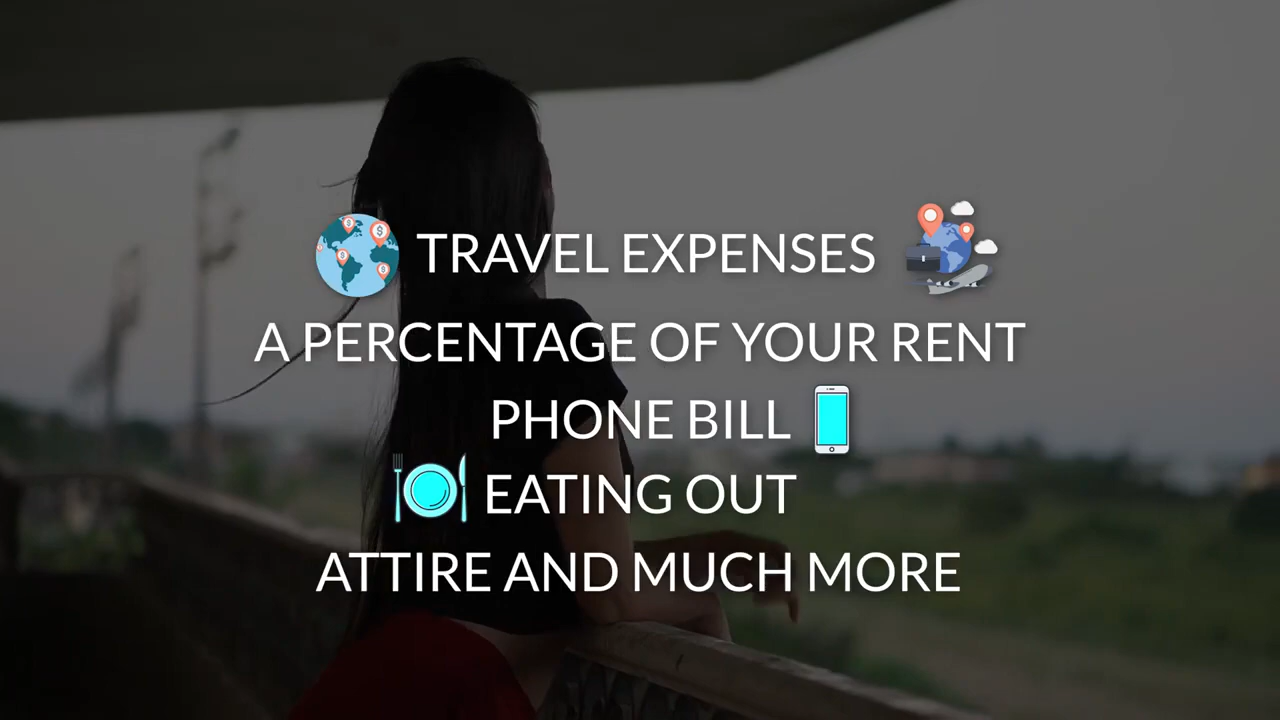 TRAVEL EXPENSES
A PERCENTAGE OF YOUR RENT
PHONE BILL
EATING OUT
ATTIRE AND MUCH MORE